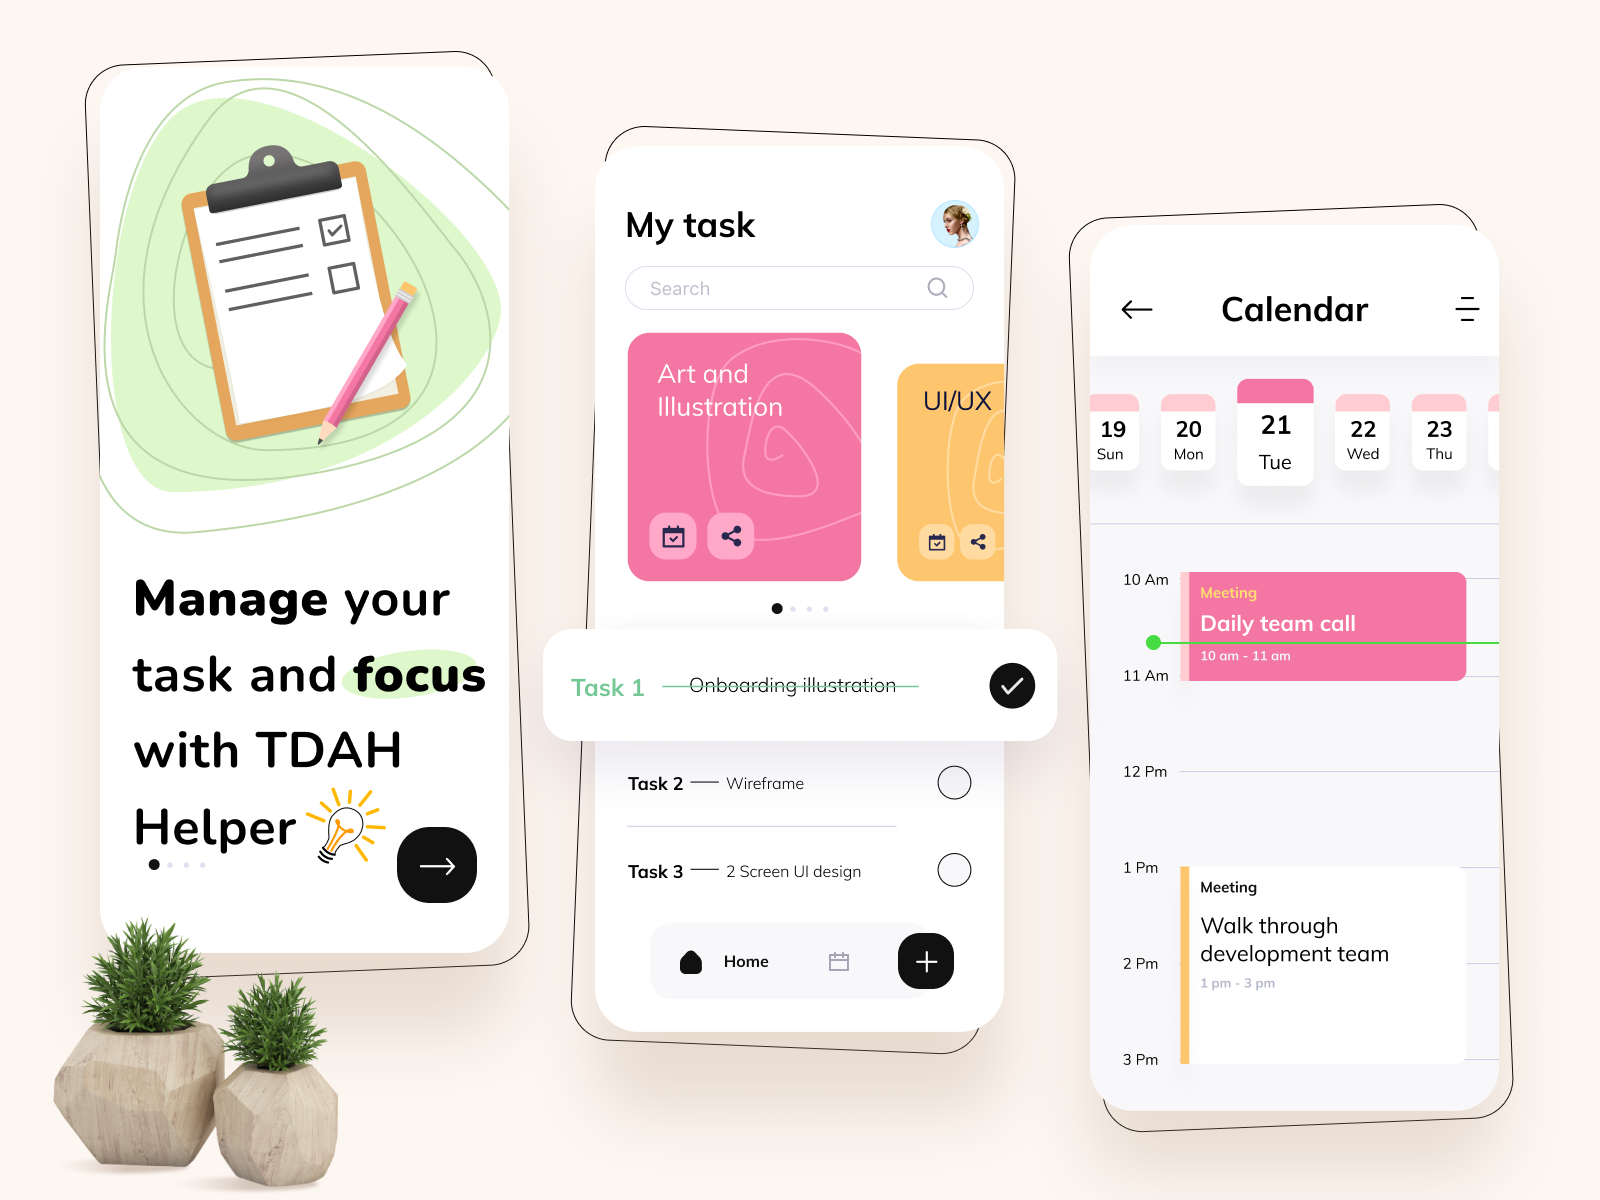 Manage your
task and focus
with TDAH
Helper
My task
Search
Art and
Illustration
UI/UX
Task 1 Onboarding illustration
Task 2 Wireframe
Task 3 2 Screen UI design
Home
Calendar
19 20 21 22 23
Sun Mon Tue Wed Thu
10 Am
Meeting
Daily team call
10 am - 11 am
11 Am
12 Pm
1 Pm
Meeting
Walk through
development team
2 Pm
1 pm - 3 pm
3 Pm